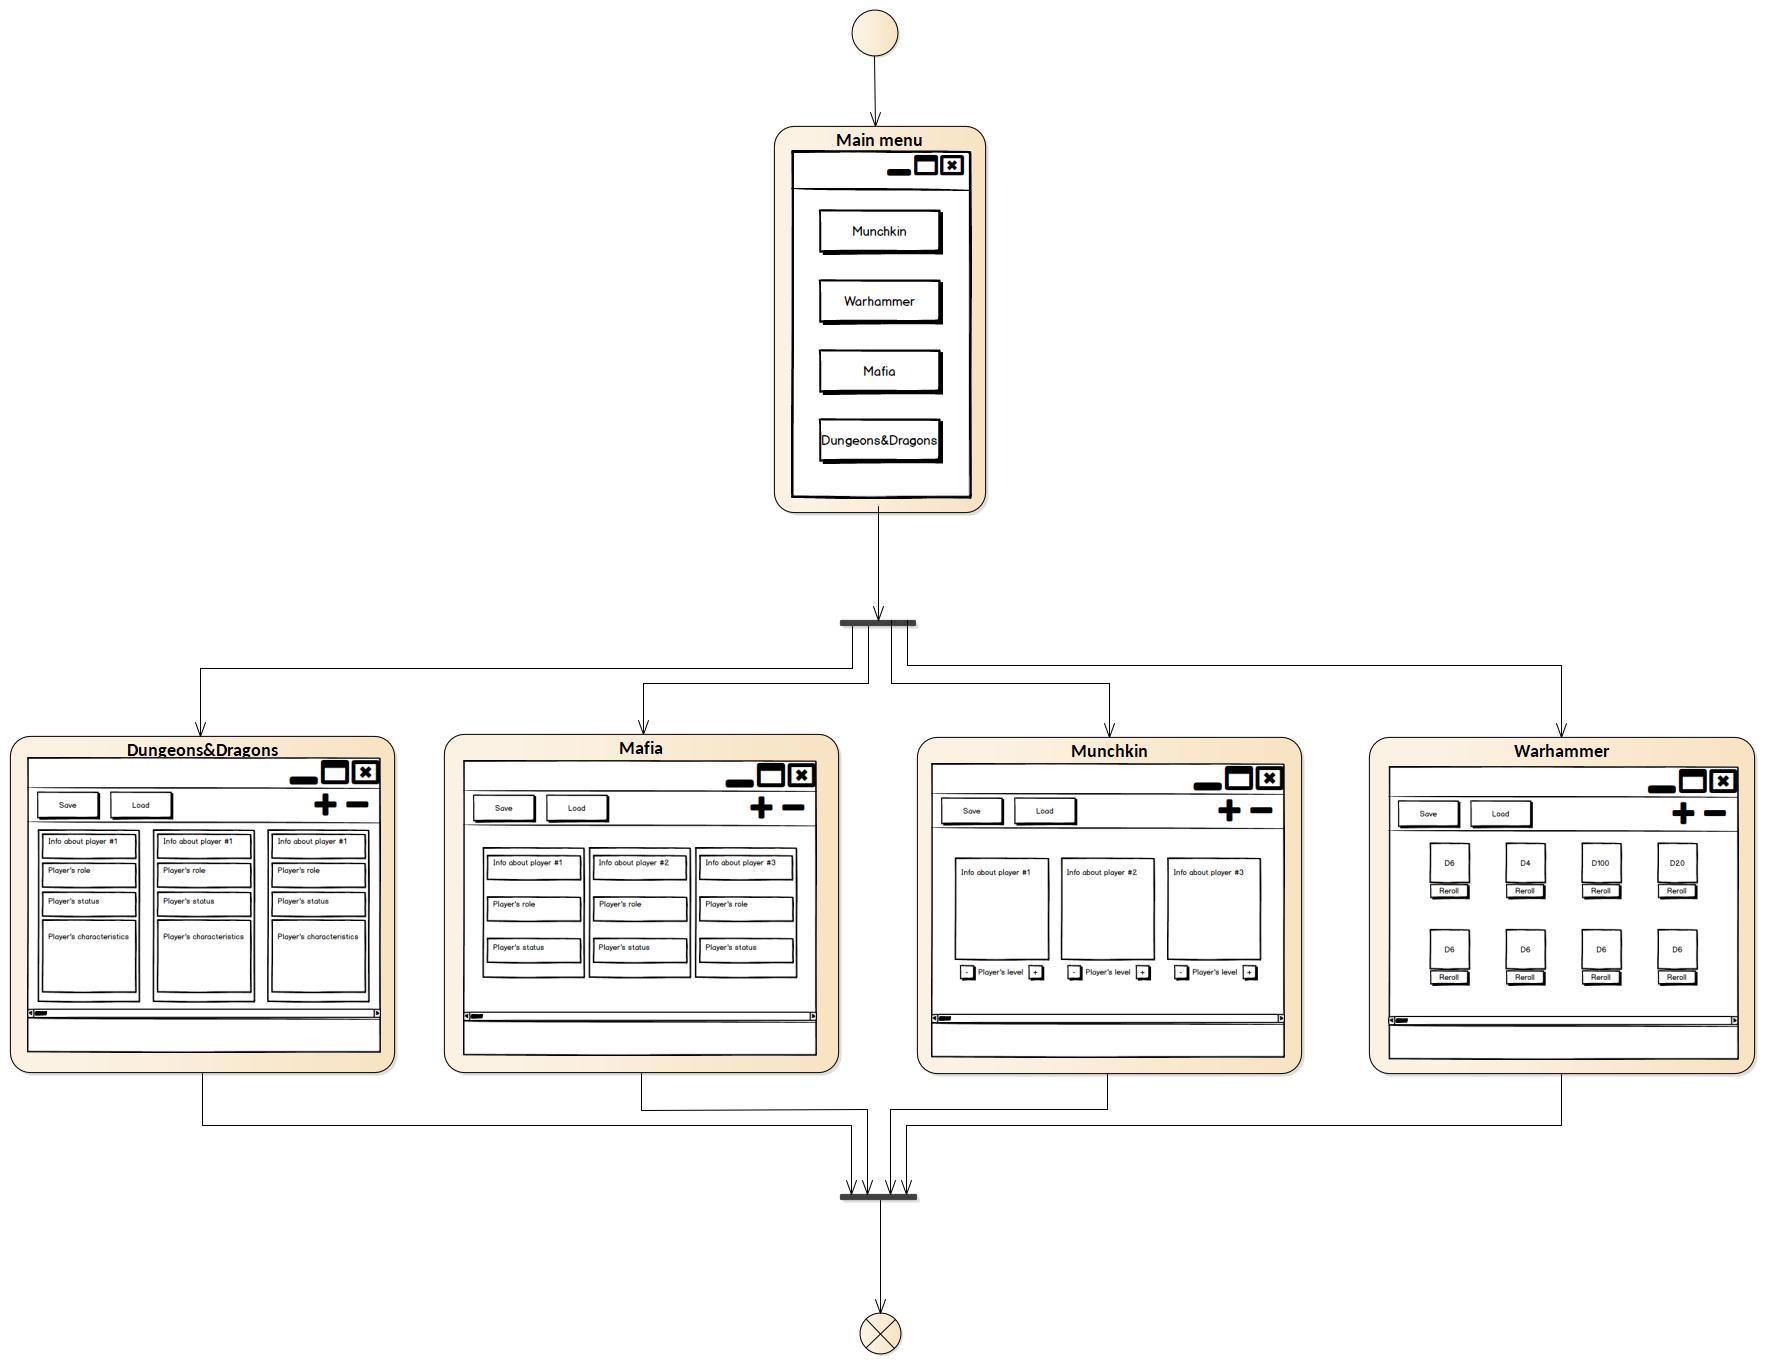 Main menu
Munchkin
Warhammer
Mafia
Dungeons&Dragons
Dungeons&Dragons
Save
Load
+ −
Info about player #1
Info about player #1
Info about player #1
Player's role
Player's role
Player's role
Player's status
Player's status
Player's status
Player's characteristics
Player's characteristics
Player's characteristics
Mafia
Save
Load
+ −
Info about player #1
Info about player #2
Info about player #3
Player's role
Player's role
Player's role
Player's status
Player's status
Player's status
Munchkin
Save
Load
+ −
Info about player #1
Info about player #2
Info about player #3
- Player's level +
- Player's level +
- Player's level +
Warhammer
Save
Load
+ −
D6
D4
D100
D20
Reroll
Reroll
Reroll
Reroll
D6
D6
D6
D6
Reroll
Reroll
Reroll
Reroll